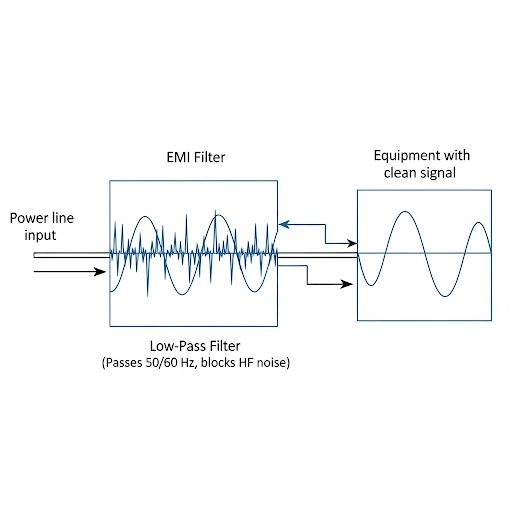 EMI Filter
Equipment with
clean signal
Power line
input
Low-Pass Filter
(Passes 50/60 Hz, blocks HF noise)